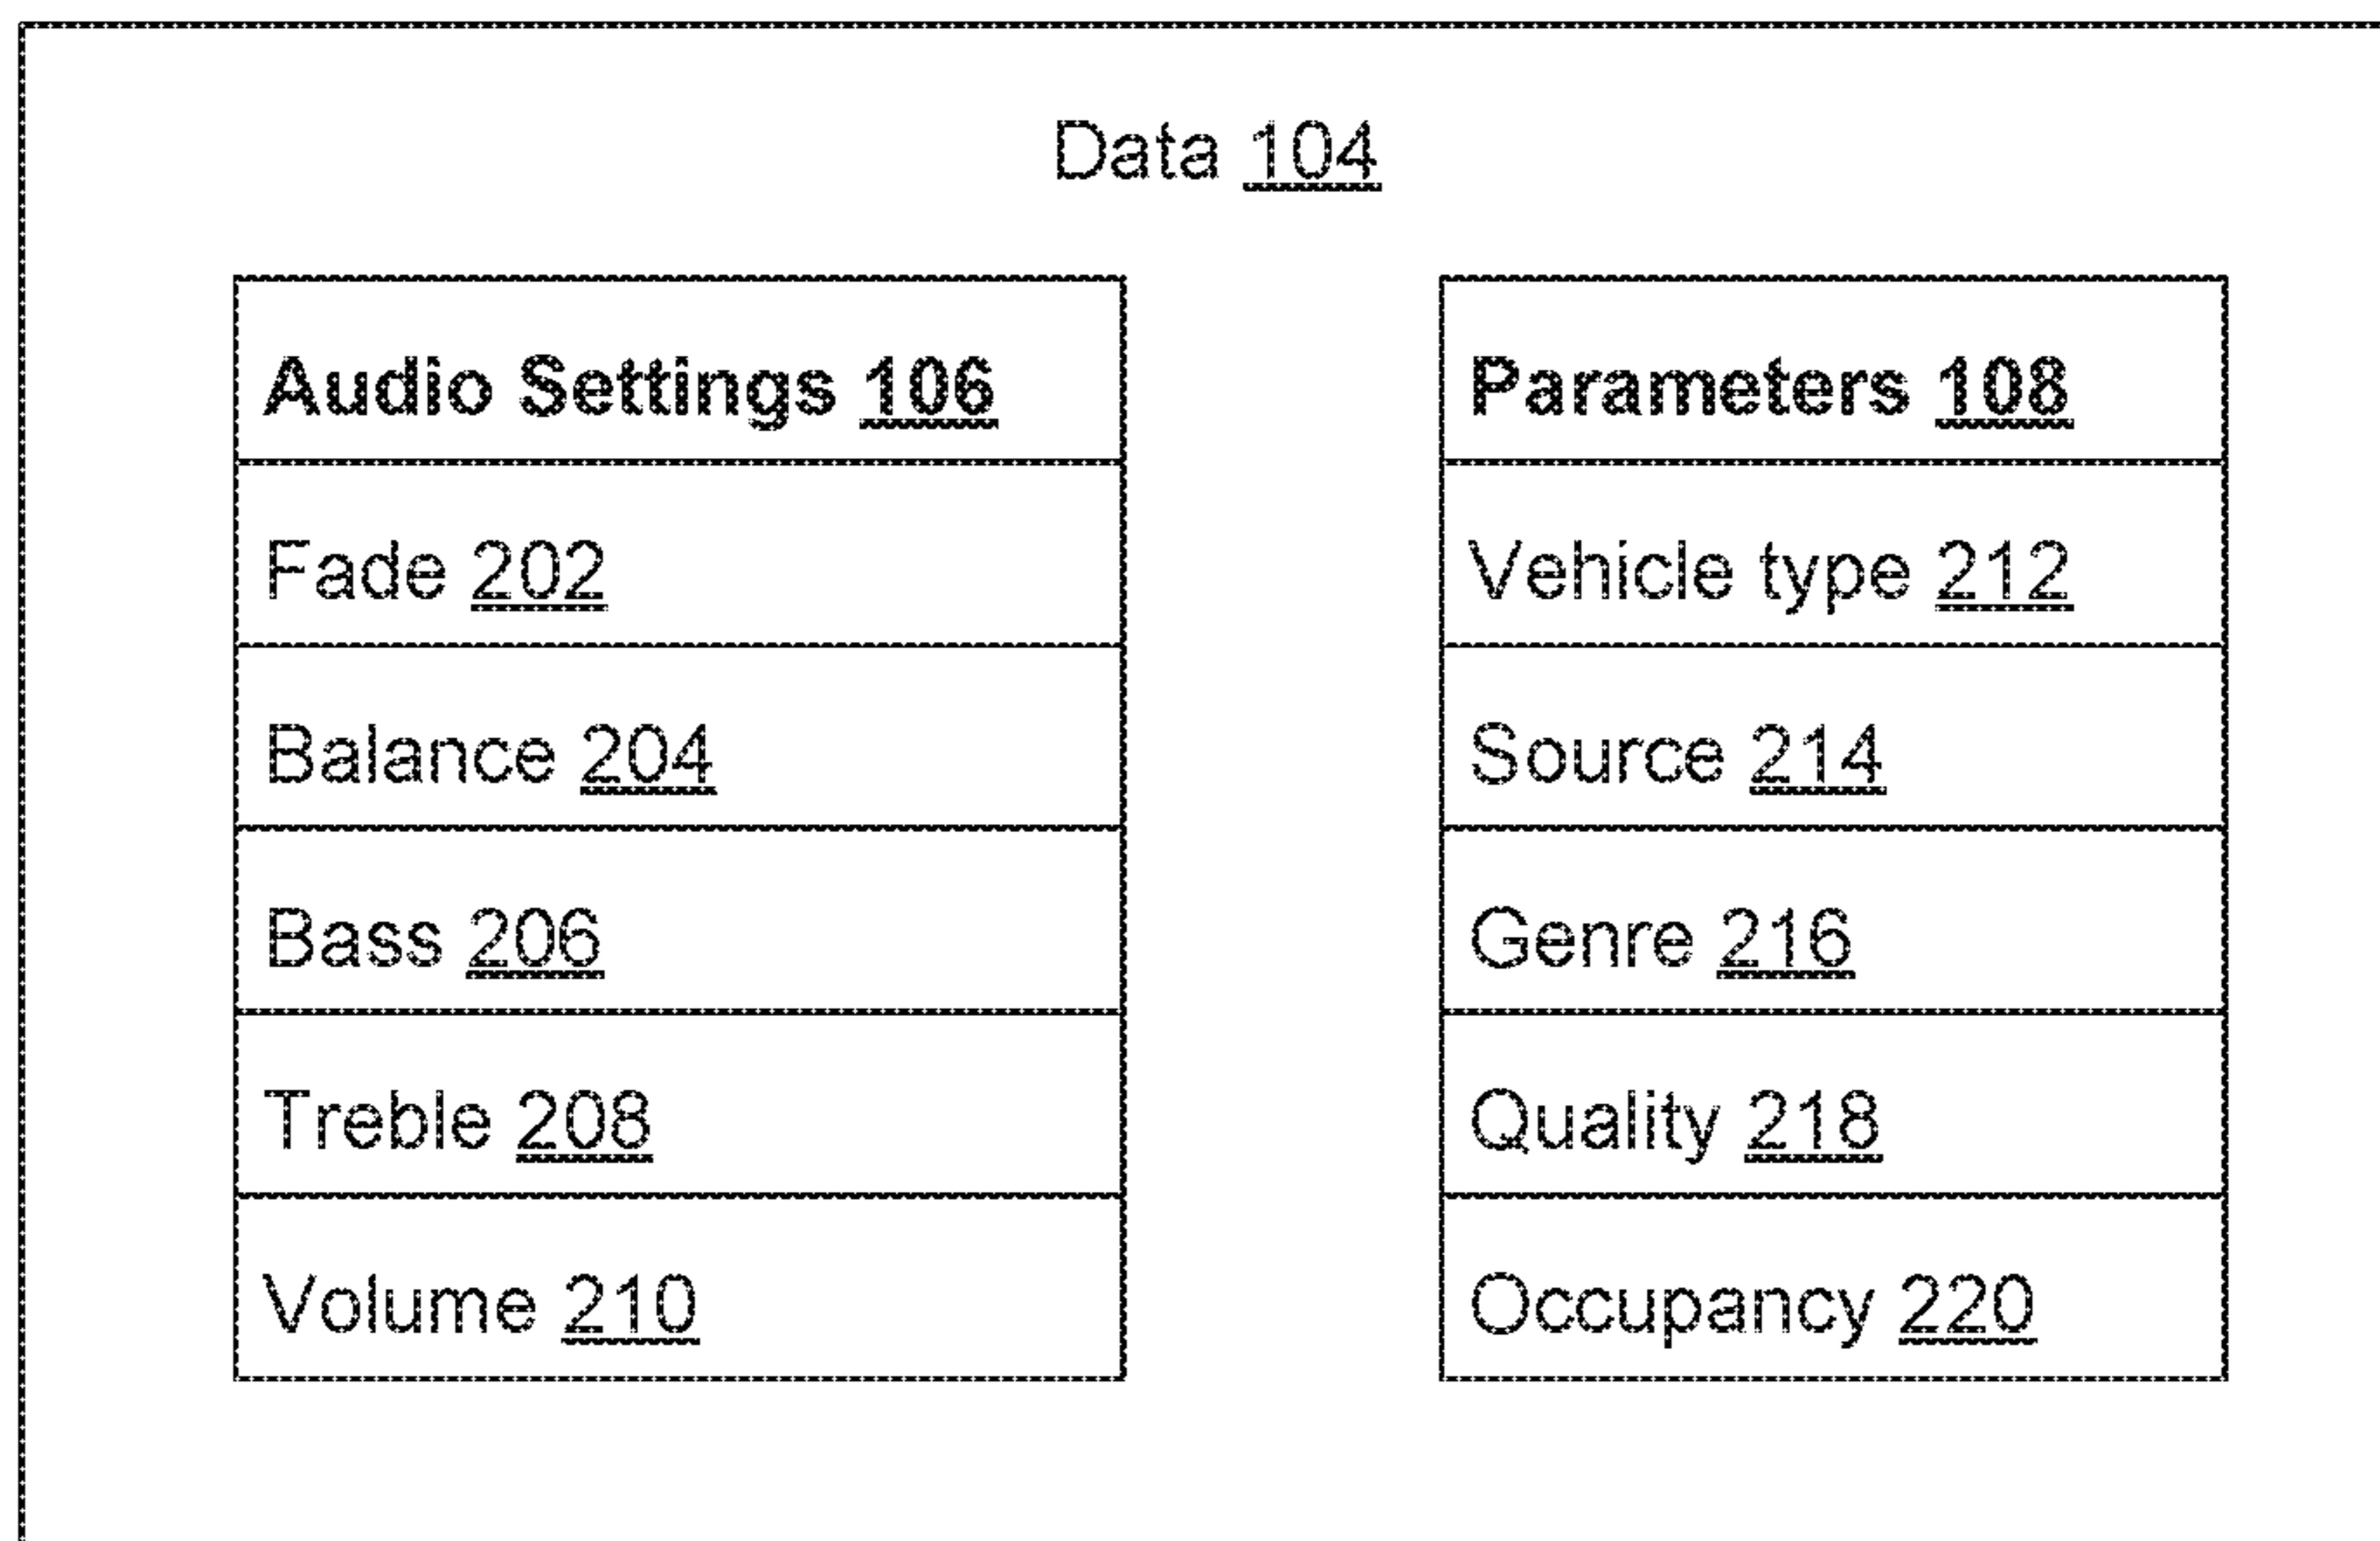 Data 104
Audio Settings 106
Fade 202
Balance 204
Bass 206
Treble 208
Volume 210
Parameters 108
Vehicle type 212
Source 214
Genre 216
Quality 218
Occupancy 220